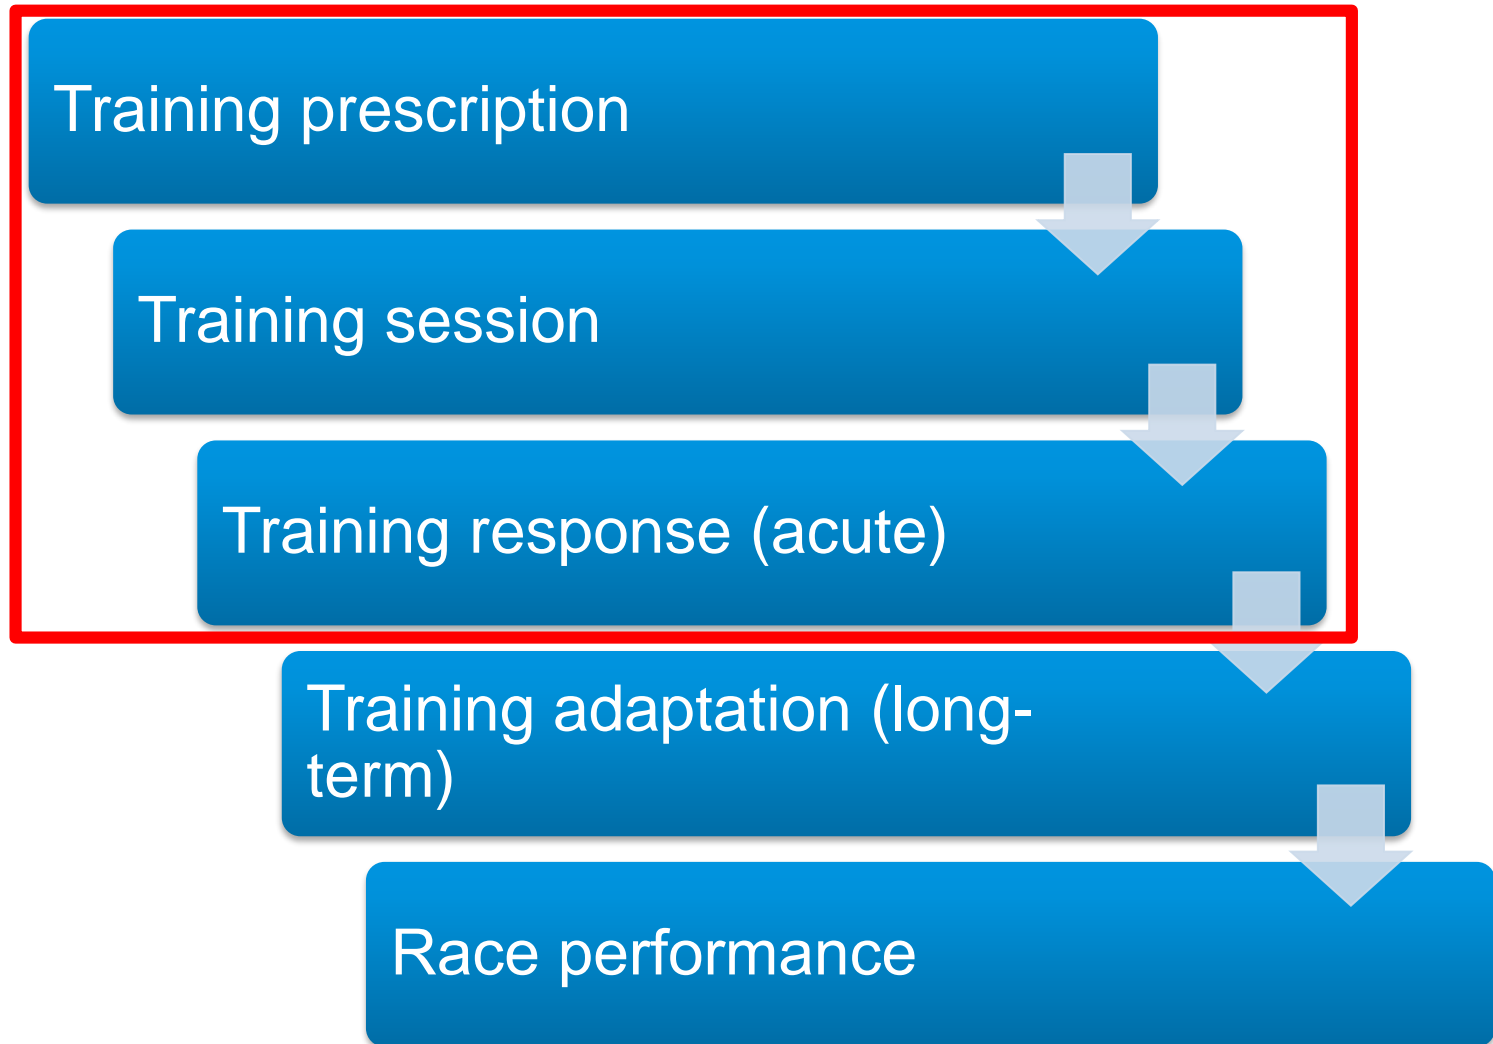 Training prescription
Training session
Training response (acute)
Training adaptation (long-
term)
Race performance